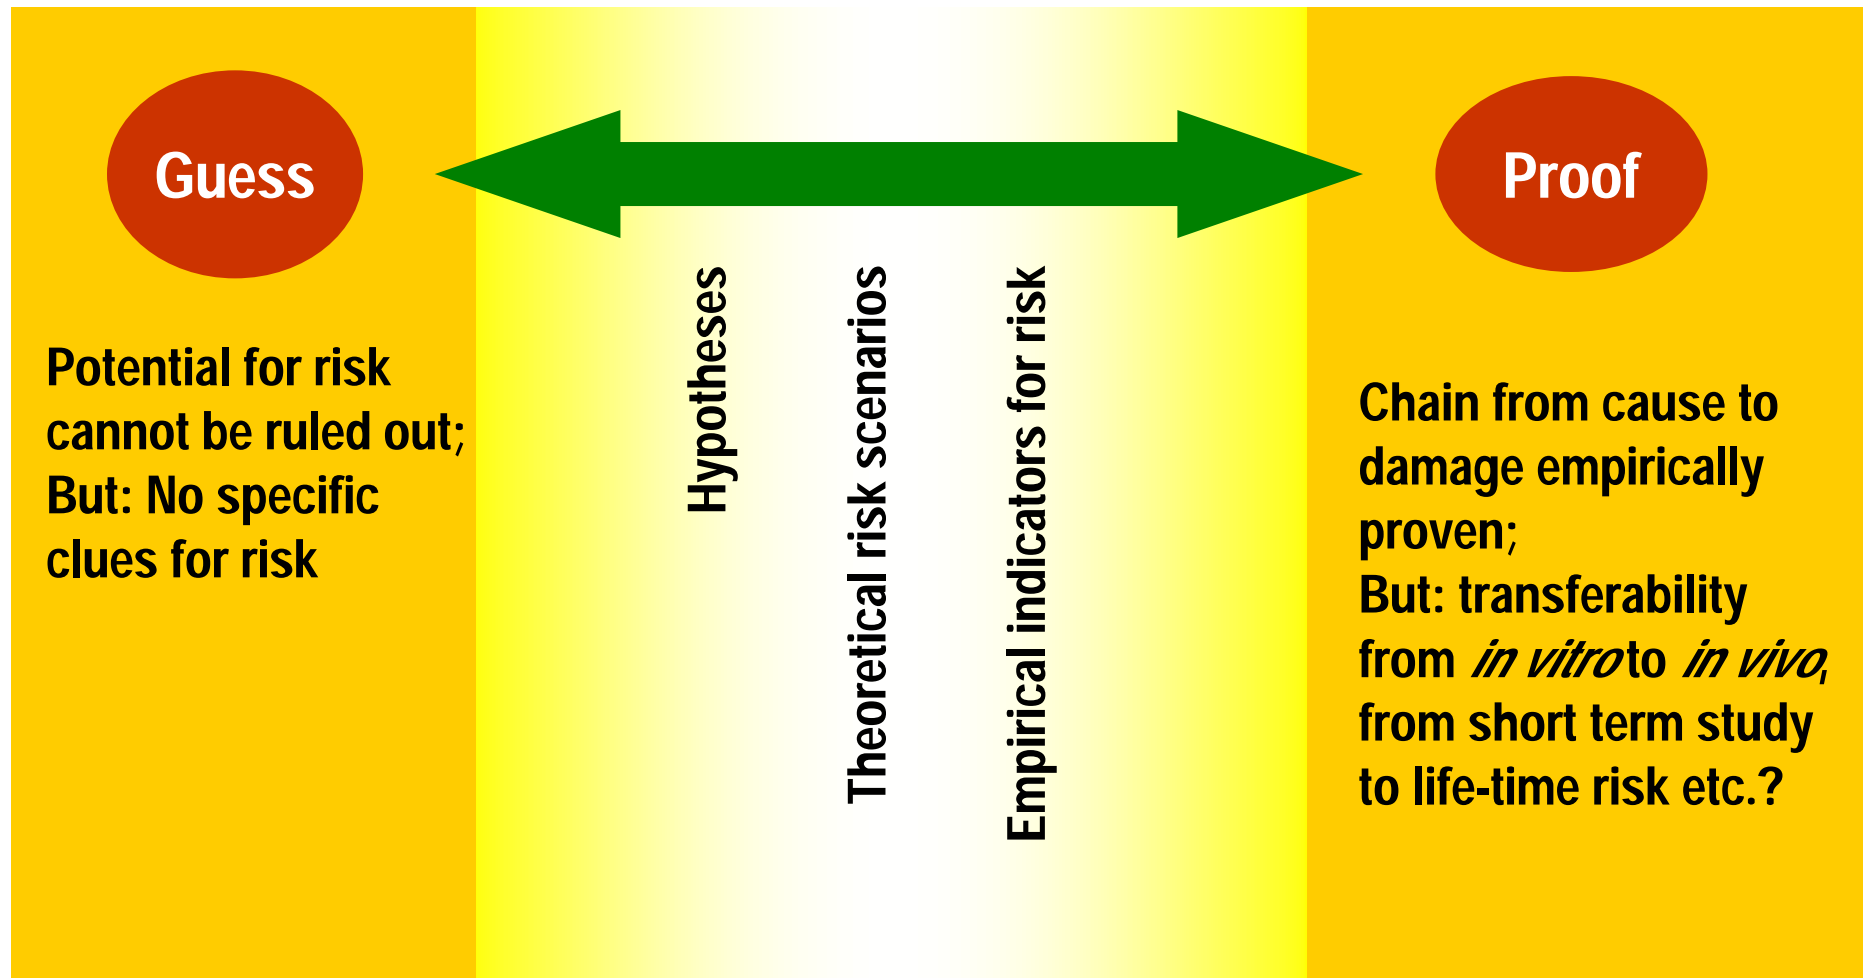 Guess
Potential for risk
cannot be ruled out;
But: No specific
clues for risk
Hypotheses
Theoretical risk scenarios
Empirical indicators for risk
Proof
Chain from cause to
damage empirically
proven;
But: transferability
from in vitro to in vivo,
from short term study
to life-time risk etc.?